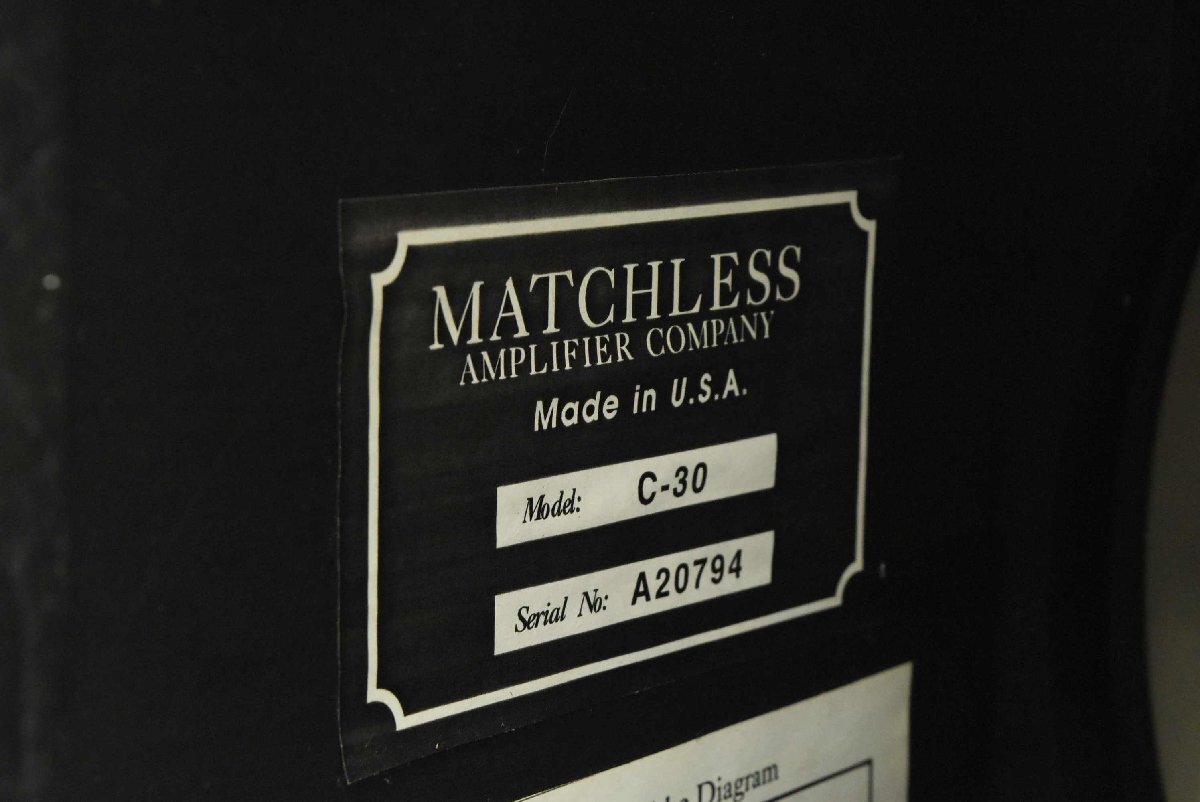 MATCHLESS
AMPLIFIER COMPANY
Made in U.S.A.
Model: C-30
Serial No: A20794
Diagram